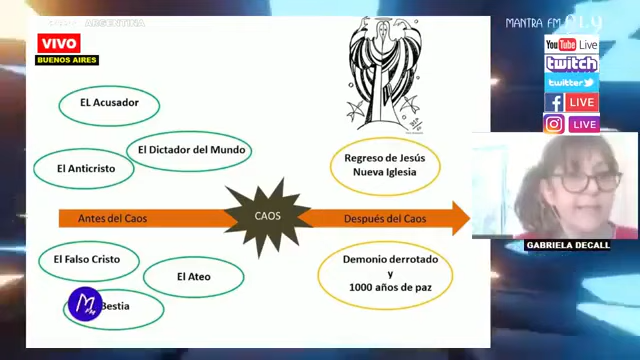 ARGENTINA
MANTRA FM
VIVO
BUENOS AIRES
YouTube Live
twitch
twitter
LIVE
LIVE
EL Acusador
El Dictador del Mundo
El Anticristo
Regreso de Jesús
Nueva Iglesia
Antes del Caos
CAOS
Después del Caos
El Falso Cristo
El Ateo
Bestia
Demonio derrotado
y
1000 años de paz
GABRIELA DECALL